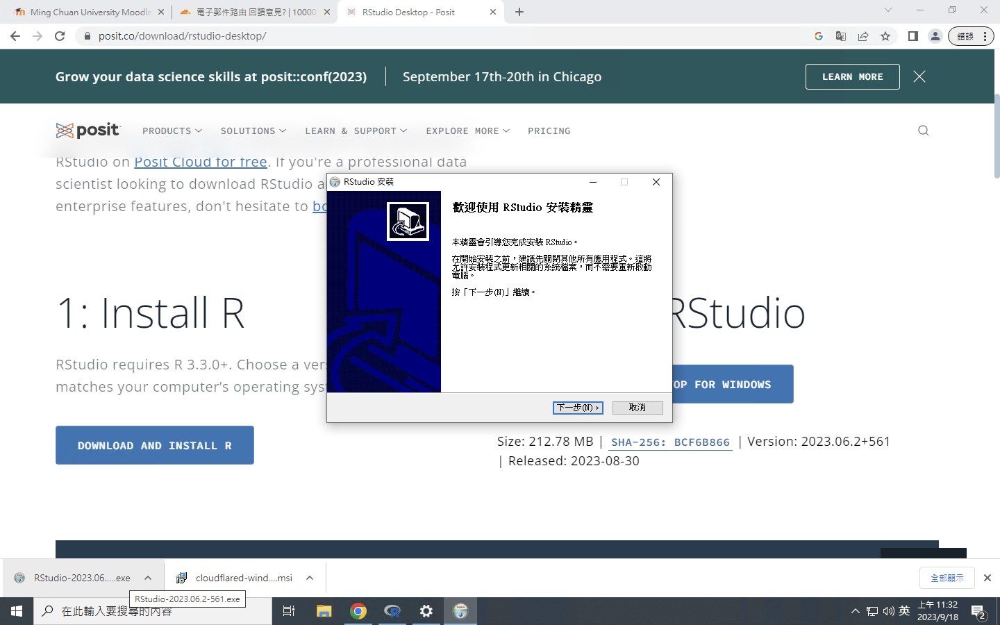 Ming Chuan University Moodle
電子郵件路由 回饋意見? | 10000
RStudio Desktop - Posit
posit.co/download/rstudio-desktop/
錯誤
Grow your data science skills at posit::conf(2023)
September 17th-20th in Chicago
LEARN MORE
posit
PRODUCTS
SOLUTIONS
LEARN & SUPPORT
EXPLORE MORE
PRICING
RStudio on Posit Cloud for free. If you're a professional data
scientist looking to download RStudio a
enterprise features, don't hesitate to bo
RStudio 安裝
歡迎使用 RStudio 安裝精靈
本精靈會引導您完成安裝 RStudio。
在開始安裝之前，建議先關閉其他所有應用程式。這將
允許安裝程式更新相關的系統檔案，而不需要重新啟動
電腦。
按「下一步(N)」繼續。
下一步(N) >
取消
1: Install R
RStudio
RStudio requires R 3.3.0+. Choose a vers
matches your computer’s operating syst
DOWNLOAD AND INSTALL R
TOP FOR WINDOWS
Size: 212.78 MB | SHA-256: BCF6B866 | Version: 2023.06.2+561
| Released: 2023-08-30
RStudio-2023.06.....exe
cloudflared-wind....msi
全部顯示
RStudio-2023.06.2-561.exe
在此輸入要搜尋的內容
英
上午 11:32
2023/9/18
2